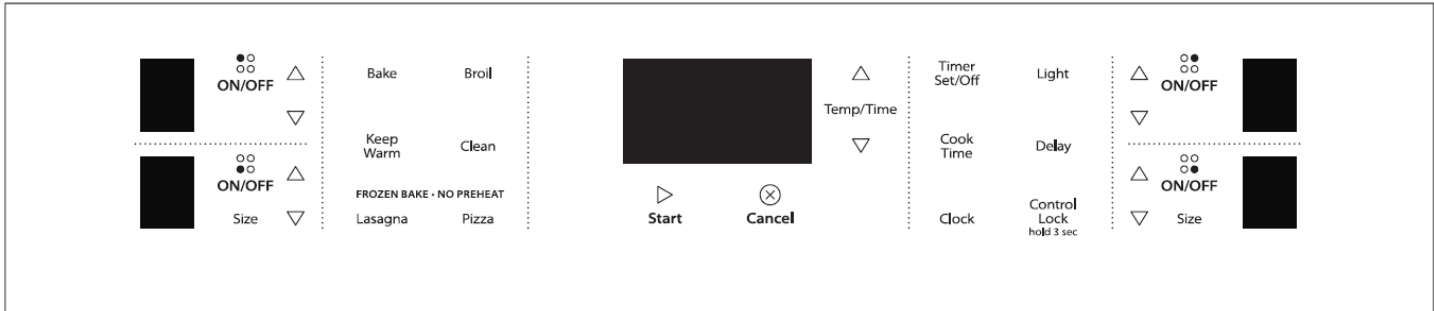 ON/OFF
ON/OFF
Size
Bake
Broil
Keep
Warm
Clean
FROZEN BAKE • NO PREHEAT
Lasagna
Pizza
Temp/Time
Start
Cancel
Timer
Set/Off
Light
Cook
Time
Delay
Clock
Control
Lock
hold 3 sec
ON/OFF
ON/OFF
Size